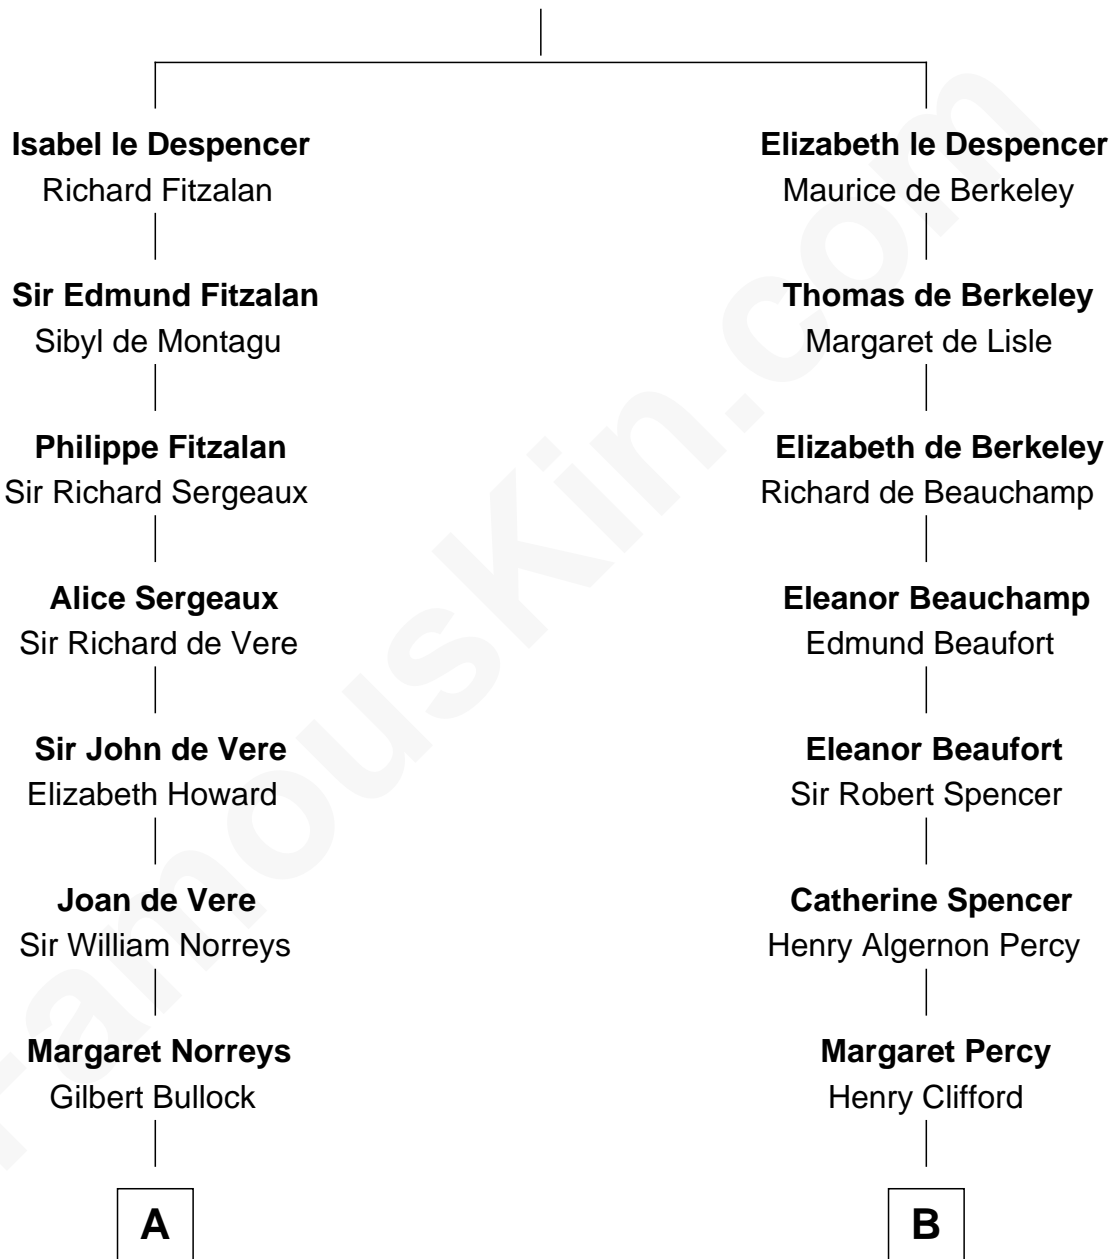 Isabel le Despencer
Richard Fitzalan
Sir Edmund Fitzalan
Sibyl de Montagu
Philippe Fitzalan
Sir Richard Sergeaux
Alice Sergeaux
Sir Richard de Vere
Sir John de Vere
Elizabeth Howard
Joan de Vere
Sir William Norreys
Margaret Norreys
Gilbert Bullock
A
Elizabeth le Despencer
Maurice de Berkeley
Thomas de Berkeley
Margaret de Lisle
Elizabeth de Berkeley
Richard de Beauchamp
Eleanor Beauchamp
Edmund Beaufort
Eleanor Beaufort
Sir Robert Spencer
Catherine Spencer
Henry Algernon Percy
Margaret Percy
Henry Clifford
B
FamousKin.com